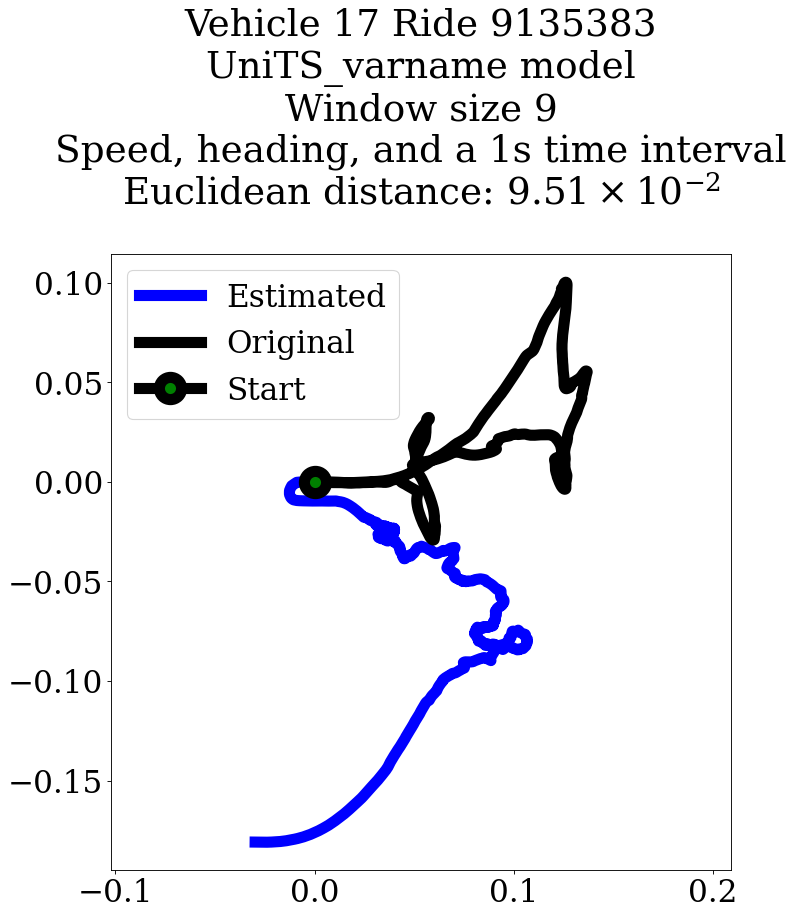 Vehicle 17 Ride 9135383
UniTS_varname model
Window size 9
Speed, heading, and a 1s time interval
Euclidean distance: 9.51 × 10⁻²
Estimated
Original
Start
0.10
0.05
0.00
−0.05
−0.10
−0.15
−0.1 0.0 0.1 0.2